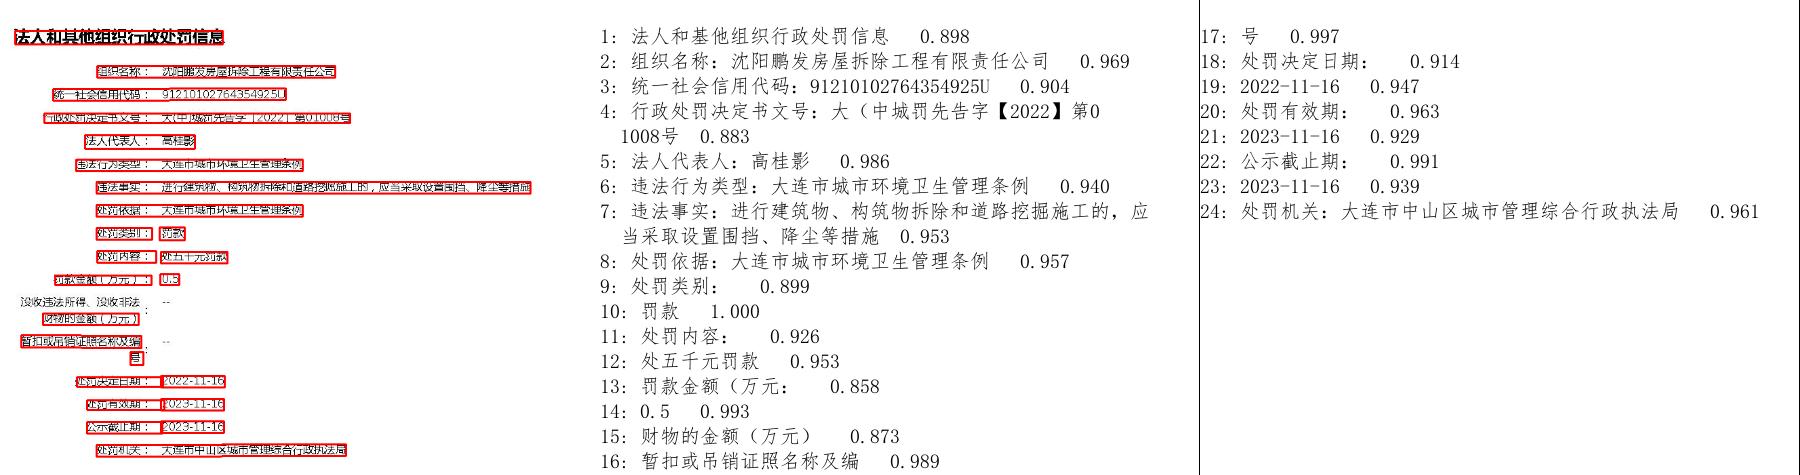 法人和其他组织行政处罚信息
组织名称： 沈阳鹏发房屋拆除工程有限责任公司
统一社会信用代码： 91210102764354925U
行政处罚决定书文号： 大(中)城罚先告字【2022】第01008号
法人代表人： 高桂影
违法行为类型： 大连市城市环境卫生管理条例
违法事实： 进行建筑物、构筑物拆除和道路挖掘施工的，应当采取设置围挡、降尘等措施
处罚依据： 大连市城市环境卫生管理条例
处罚类别： 罚款
处罚内容： 处五千元罚款
罚款金额（万元）： 0.5
没收违法所得、没收非法
财物的金额（万元）： --
暂扣或吊销证照名称及编
号： --
处罚决定日期： 2022-11-16
处罚有效期： 2023-11-16
公示截止期： 2023-11-16
处罚机关： 大连市中山区城市管理综合行政执法局
1: 法人和基他组织行政处罚信息 0.898
2: 组织名称：沈阳鹏发房屋拆除工程有限责任公司 0.969
3: 统一社会信用代码：91210102764354925U 0.904
4: 行政处罚决定书文号：大（中城罚先告字【2022】第0
1008号 0.883
5: 法人代表人：高桂影 0.986
6: 违法行为类型：大连市城市环境卫生管理条例 0.940
7: 违法事实：进行建筑物、构筑物拆除和道路挖掘施工的，应
当采取设置围挡、降尘等措施 0.953
8: 处罚依据：大连市城市环境卫生管理条例 0.957
9: 处罚类别： 0.899
10: 罚款 1.000
11: 处罚内容： 0.926
12: 处五千元罚款 0.953
13: 罚款金额（万元： 0.858
14: 0.5 0.993
15: 财物的金额（万元） 0.873
16: 暂扣或吊销证照名称及编 0.989
17: 号 0.997
18: 处罚决定日期： 0.914
19: 2022-11-16 0.947
20: 处罚有效期： 0.963
21: 2023-11-16 0.929
22: 公示截止期： 0.991
23: 2023-11-16 0.939
24: 处罚机关：大连市中山区城市管理综合行政执法局 0.961